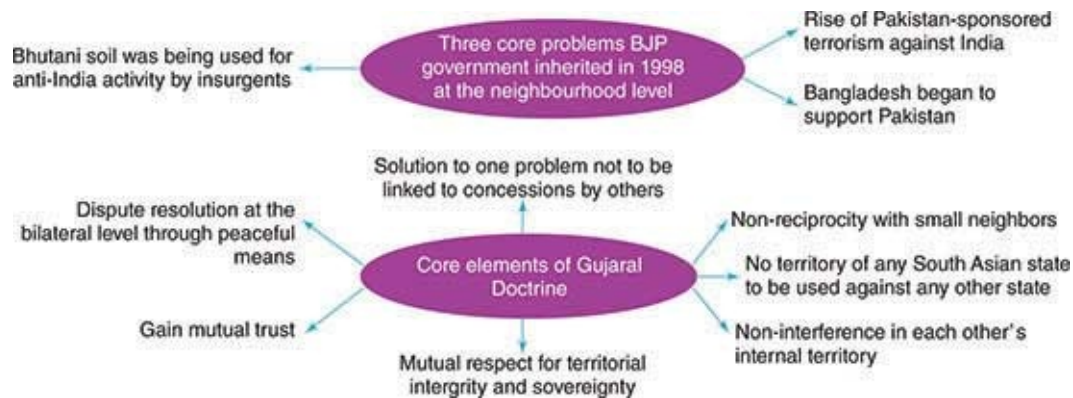 Three core problems BJP
government inherited in 1998
at the neighbourhood level
Bhutani soil was being used for
anti-India activity by insurgents
Rise of Pakistan-sponsored
terrorism against India
Bangladesh began to
support Pakistan
Solution to one problem not to be
linked to concessions by others
Dispute resolution at the
bilateral level through peaceful
means
Non-reciprocity with small neighbors
Core elements of Gujaral
Doctrine
No territory of any South Asian state
to be used against any other state
Gain mutual trust
Non-interference in each other's
internal territory
Mutual respect for territorial
intergrity and sovereignty